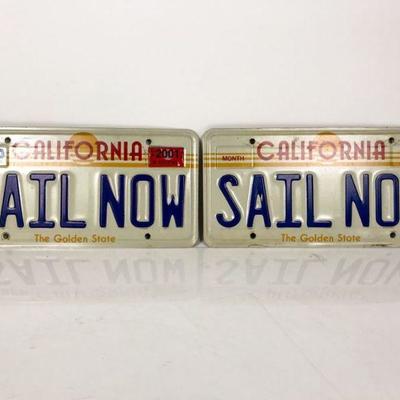 CALIFORNIA 2001
AIL NOW
The Golden State
MONTH CALIFORNIA
SAIL NO
The Golden State